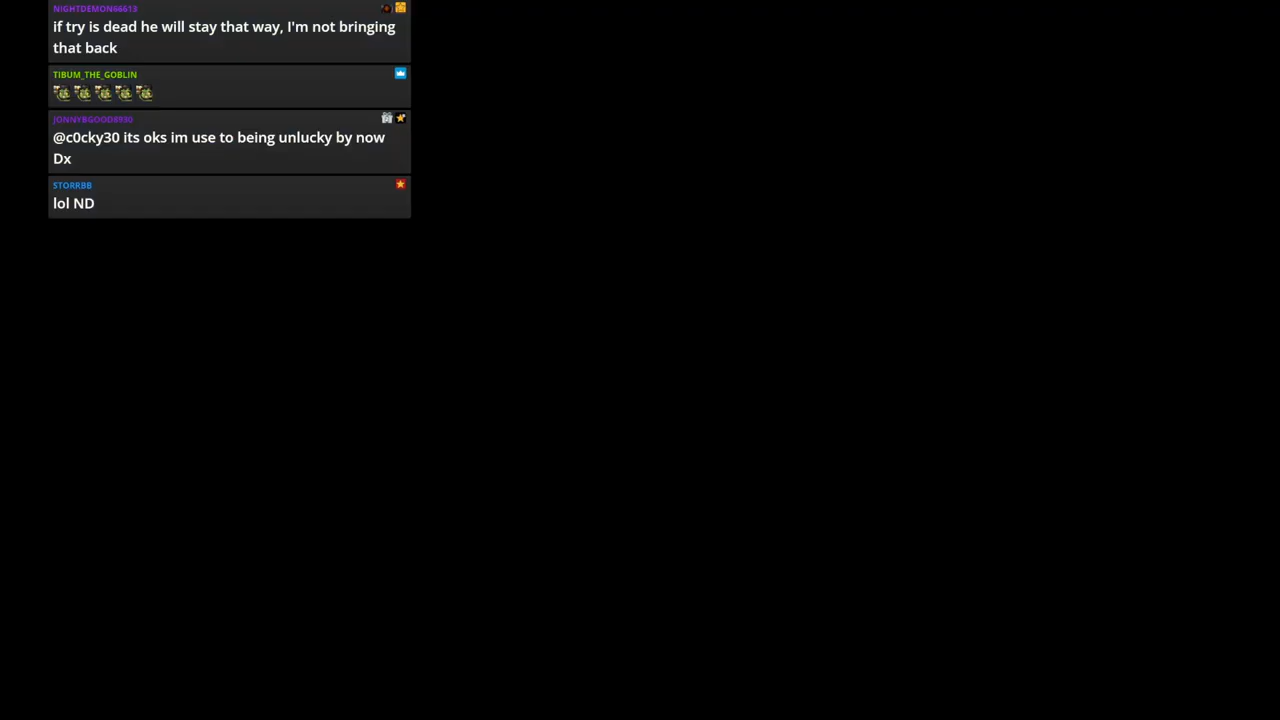 NIGHTDEMON66613
if try is dead he will stay that way, I'm not bringing
that back
TIBUM_THE_GOBLIN
JONNYBGOOD8930
@c0cky30 its oks im use to being unlucky by now
Dx
STORRBB
lol ND